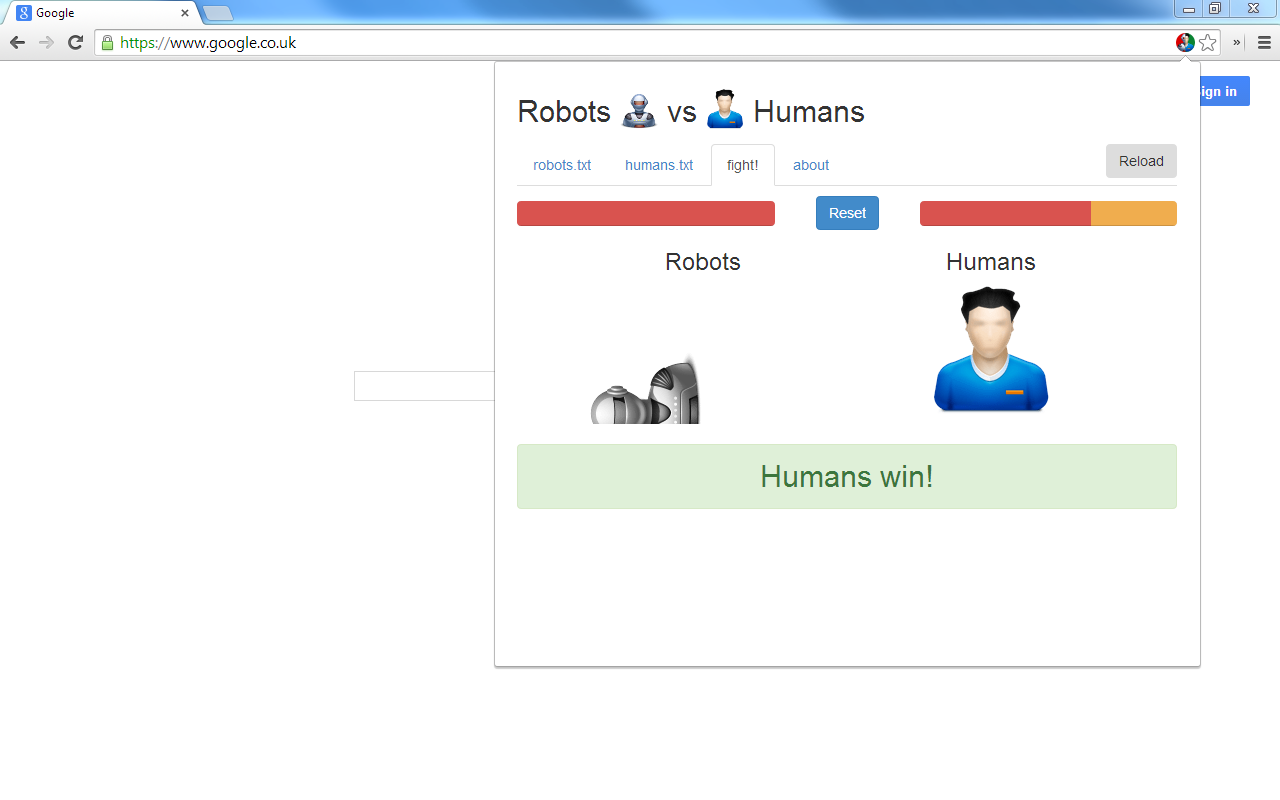 Google
https://www.google.co.uk
Sign in
Robots vs Humans
robots.txt humans.txt fight! about Reload
Reset
Robots Humans
Humans win!